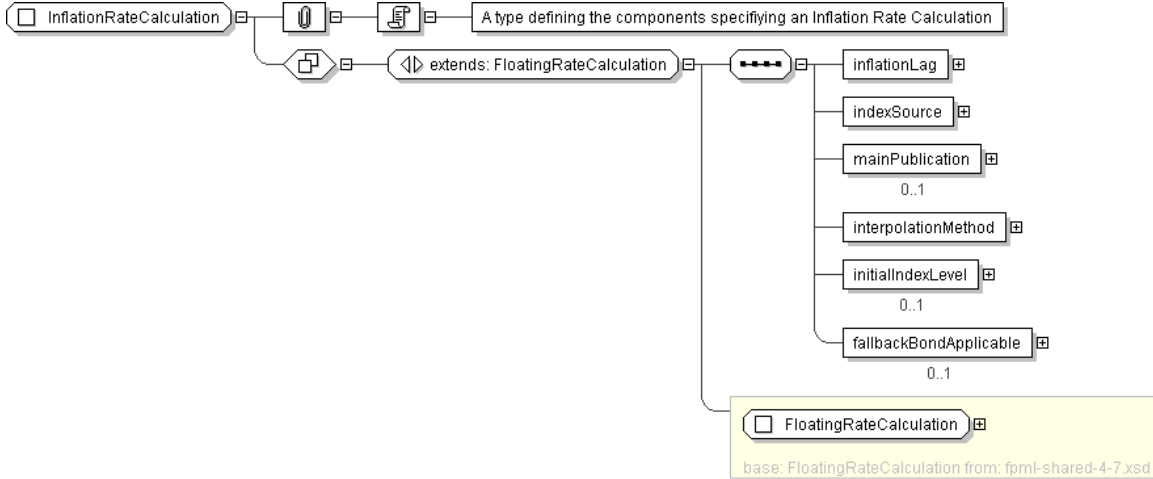 InflationRateCalculation
A type defining the components specifiying an Inflation Rate Calculation
extends: FloatingRateCalculation
inflationLag
indexSource
mainPublication
0..1
interpolationMethod
initialIndexLevel
0..1
fallbackBondApplicable
0..1
FloatingRateCalculation
base: FloatingRateCalculation from: fpml-shared-4-7.xsd